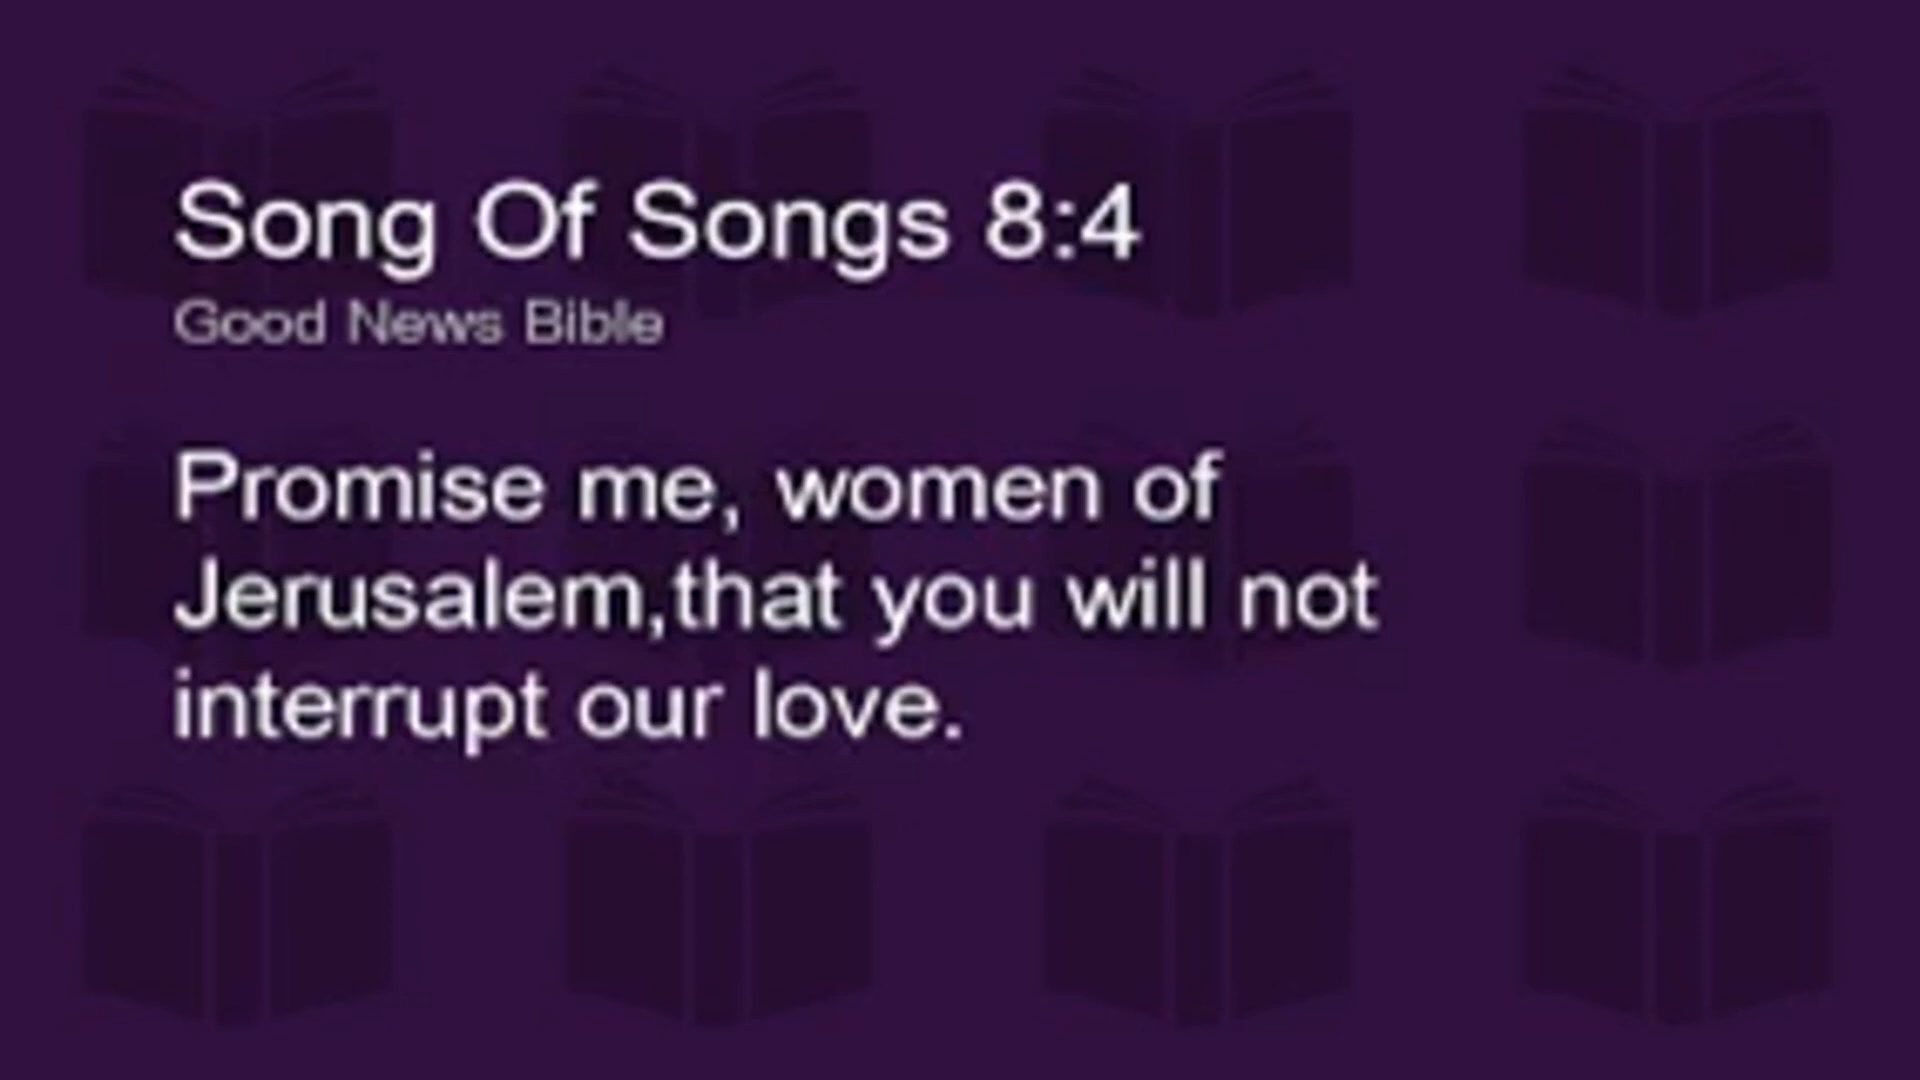 Song Of Songs 8:4
Good News Bible
Promise me, women of
Jerusalem,that you will not
interrupt our love.